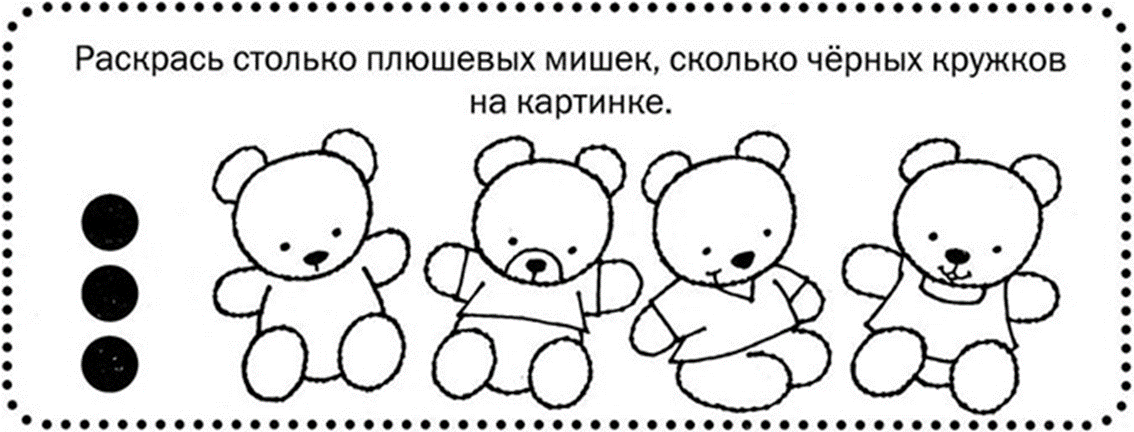 Раскрась столько плюшевых мишек, сколько чёрных кружков
на картинке.